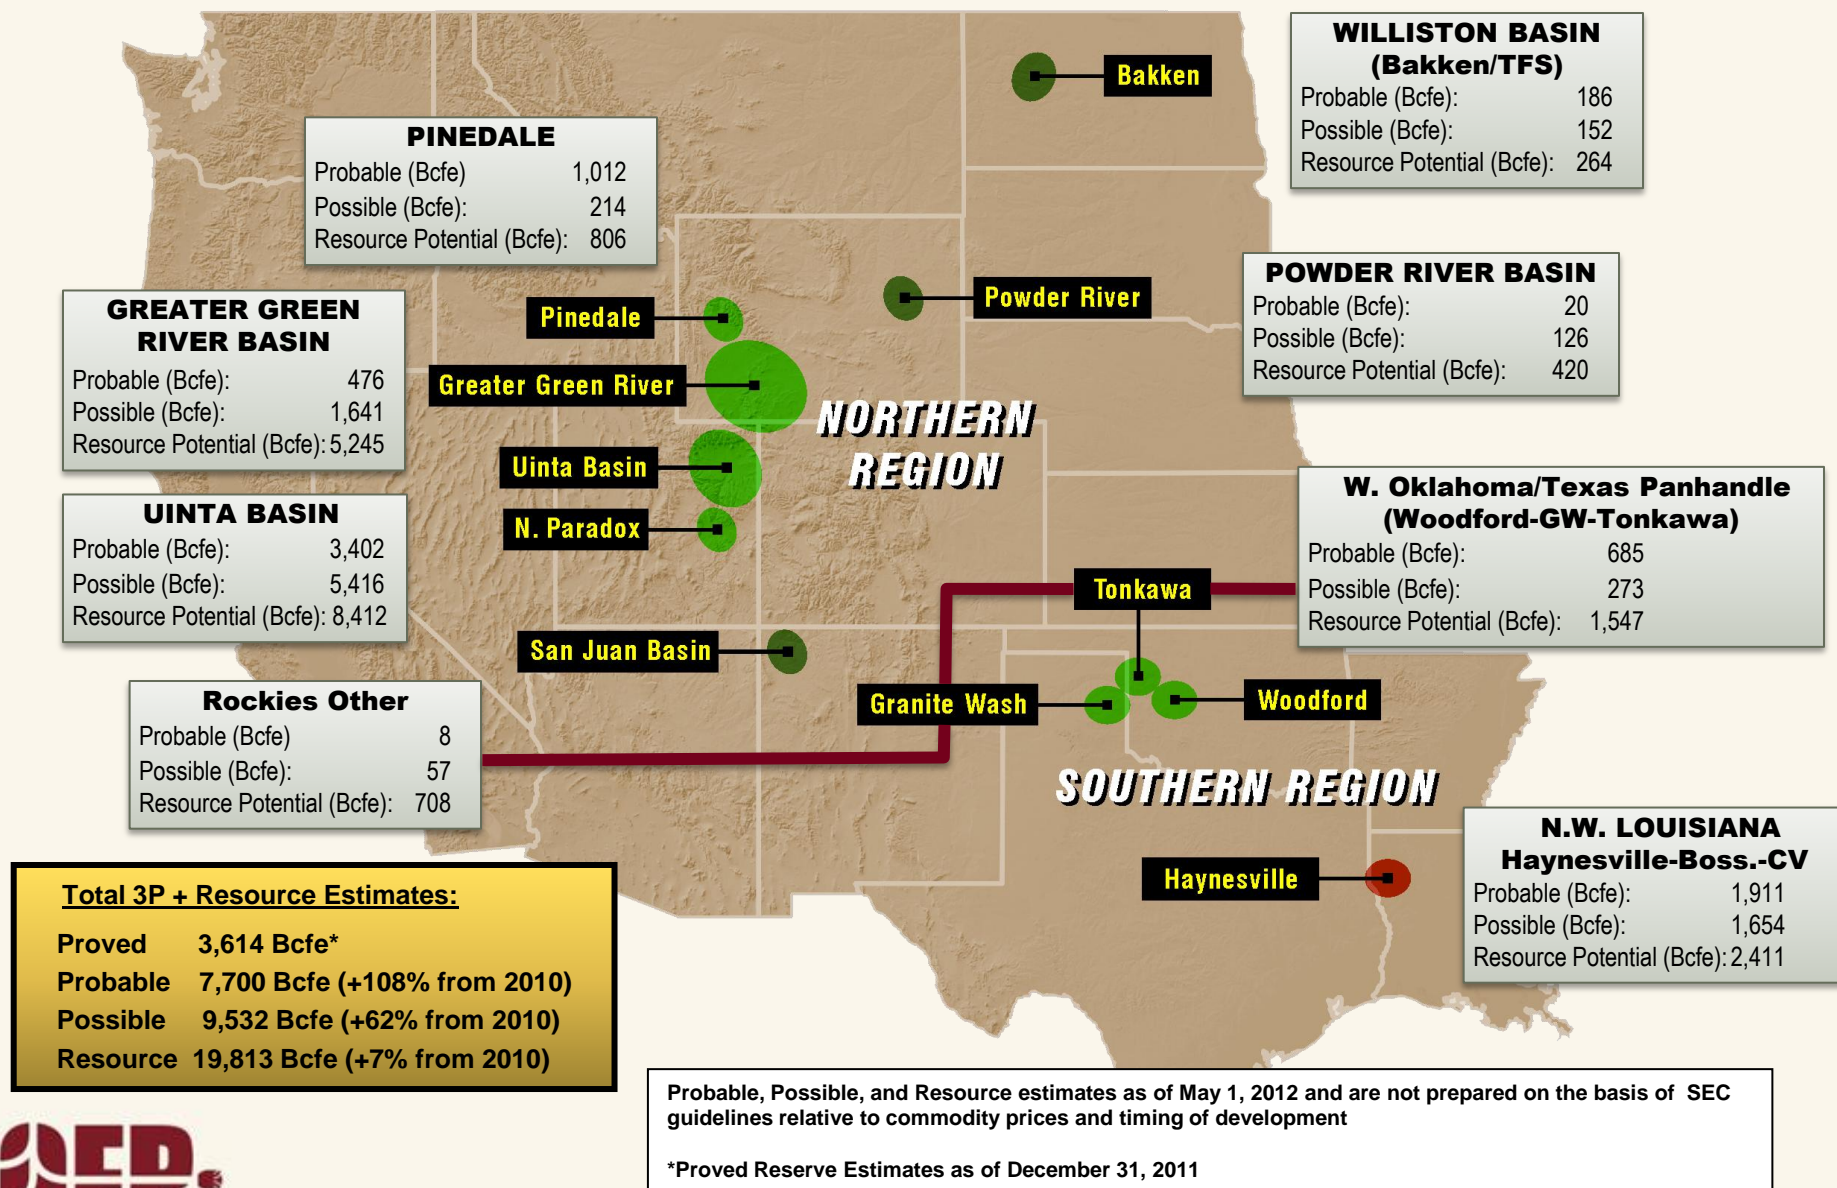 WILLISTON BASIN
(Bakken/TFS)
Probable (Bcfe): 186
Possible (Bcfe): 152
Resource Potential (Bcfe): 264
Bakken
PINEDALE
Probable (Bcfe) 1,012
Possible (Bcfe): 214
Resource Potential (Bcfe): 806
POWDER RIVER BASIN
Probable (Bcfe): 20
Possible (Bcfe): 126
Resource Potential (Bcfe): 420
Powder River
Pinedale
GREATER GREEN
RIVER BASIN
Probable (Bcfe): 476
Possible (Bcfe): 1,641
Resource Potential (Bcfe): 5,245
Greater Green River
NORTHERN
REGION
Uinta Basin
N. Paradox
UINTA BASIN
Probable (Bcfe): 3,402
Possible (Bcfe): 5,416
Resource Potential (Bcfe): 8,412
W. Oklahoma/Texas Panhandle
(Woodford-GW-Tonkawa)
Probable (Bcfe): 685
Possible (Bcfe): 273
Resource Potential (Bcfe): 1,547
Tonkawa
San Juan Basin
Granite Wash
Woodford
Rockies Other
Probable (Bcfe) 8
Possible (Bcfe): 57
Resource Potential (Bcfe): 708
SOUTHERN REGION
Haynesville
N.W. LOUISIANA
Haynesville-Boss.-CV
Probable (Bcfe): 1,911
Possible (Bcfe): 1,654
Resource Potential (Bcfe): 2,411
Total 3P + Resource Estimates:
Proved 3,614 Bcfe*
Probable 7,700 Bcfe (+108% from 2010)
Possible 9,532 Bcfe (+62% from 2010)
Resource 19,813 Bcfe (+7% from 2010)
Probable, Possible, and Resource estimates as of May 1, 2012 and are not prepared on the basis of SEC
guidelines relative to commodity prices and timing of development
*Proved Reserve Estimates as of December 31, 2011